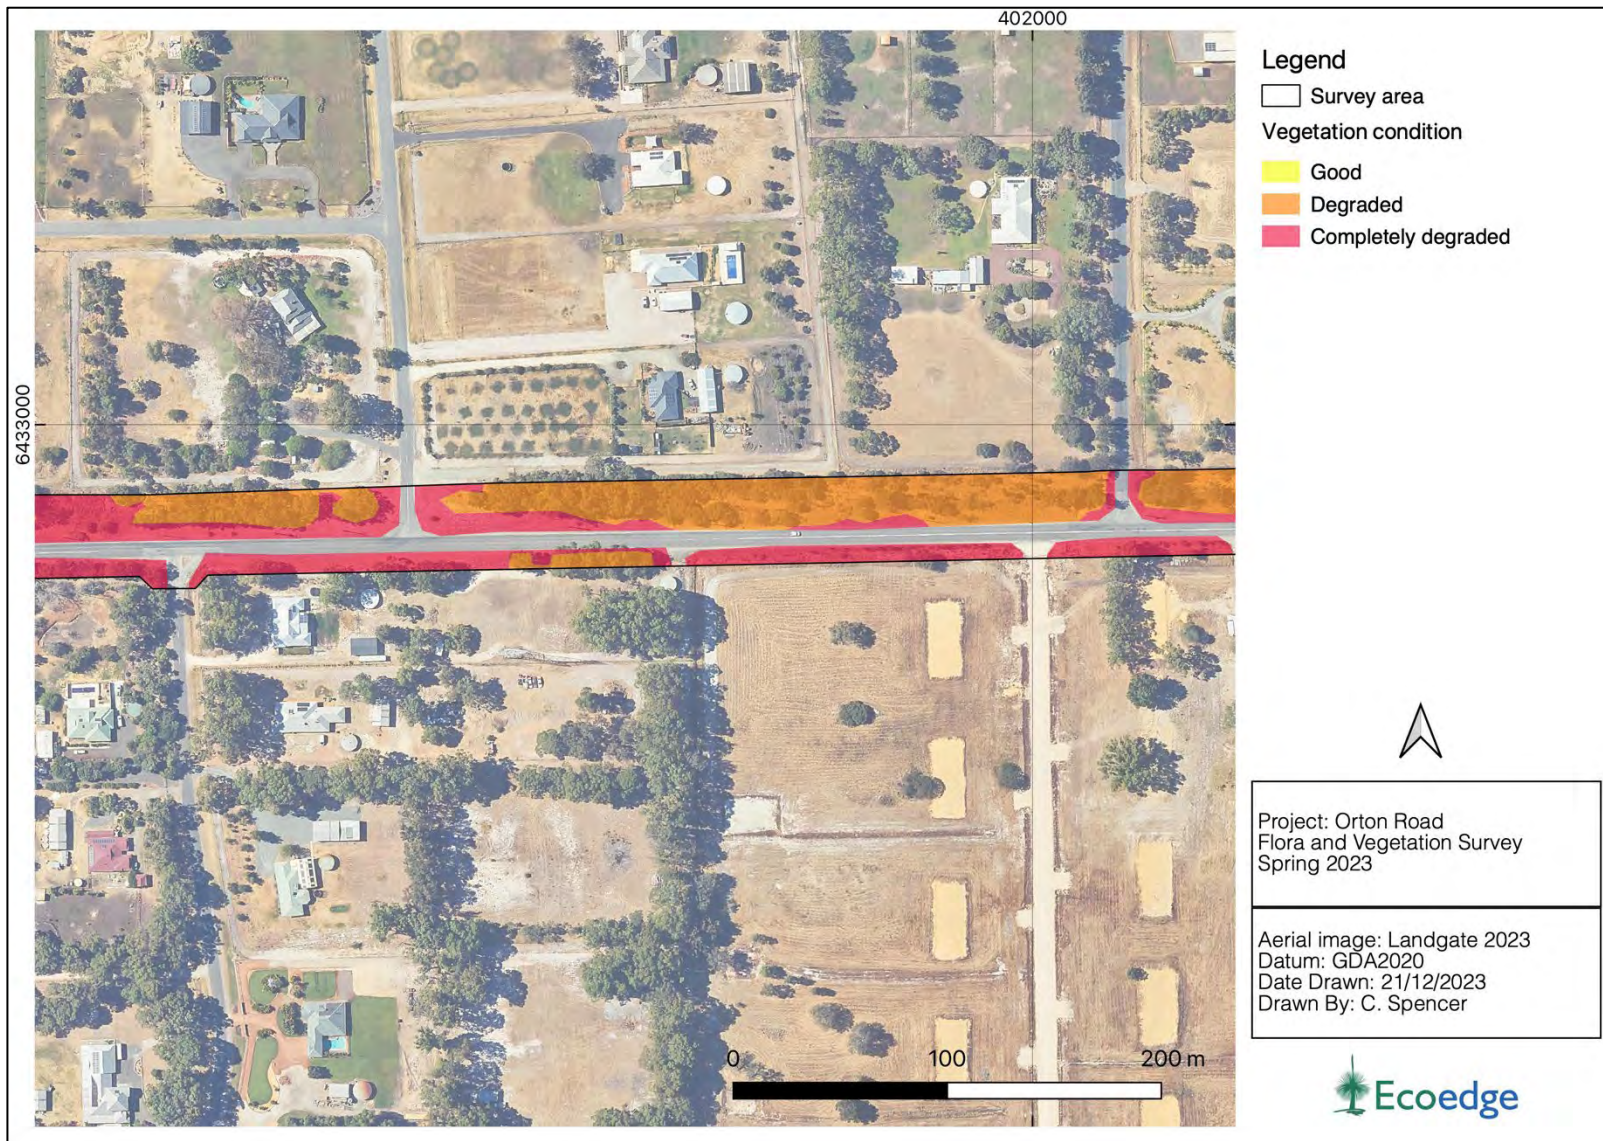 402000
6433000
Legend
Survey area
Vegetation condition
Good
Degraded
Completely degraded
Project: Orton Road
Flora and Vegetation Survey
Spring 2023
Aerial image: Landgate 2023
Datum: GDA2020
Date Drawn: 21/12/2023
Drawn By: C. Spencer
0 100 200 m
Ecoedge